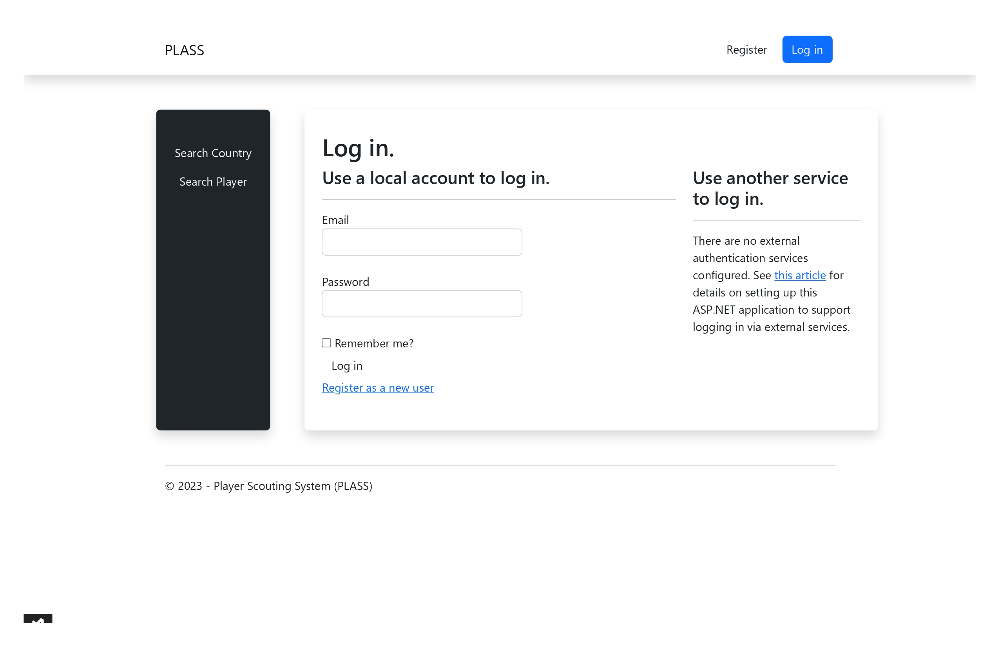 PLASS
Register
Log in
Search Country
Search Player
Log in.
Use a local account to log in.
Email
Password
Remember me?
Log in
Register as a new user
Use another service
to log in.
There are no external
authentication services
configured. See this article for
details on setting up this
ASP.NET application to support
logging in via external services.
© 2023 - Player Scouting System (PLASS)